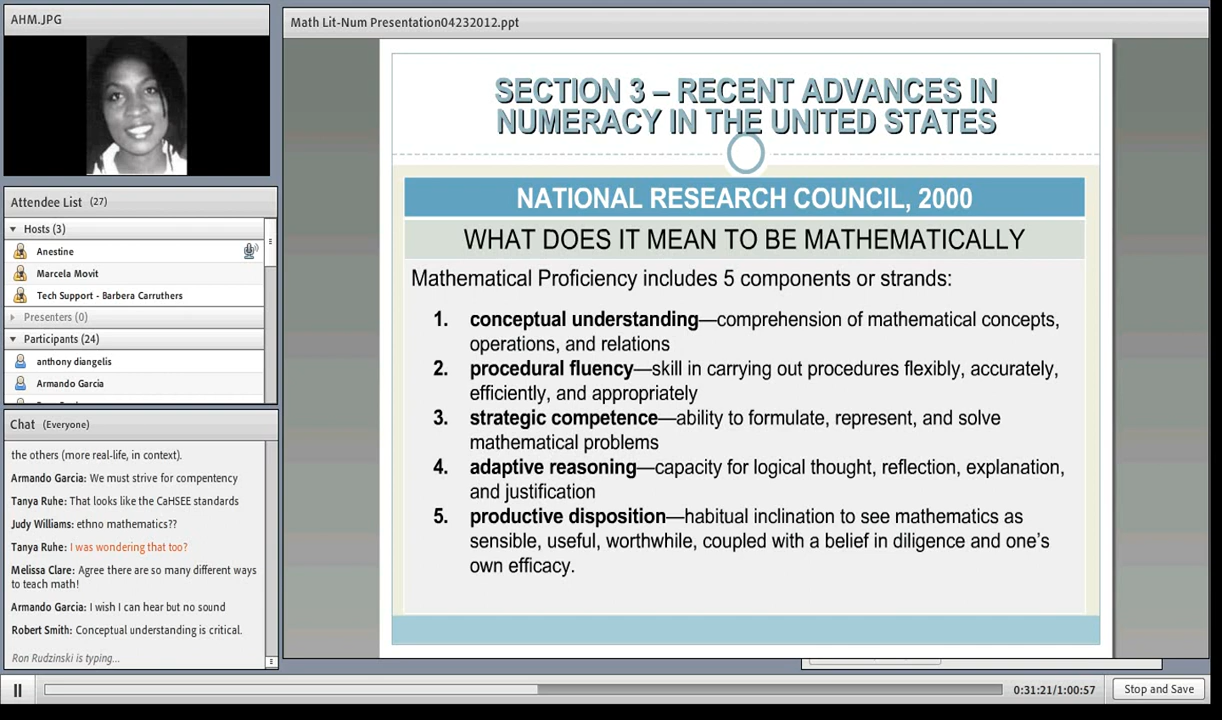 AHM.JPG
Attendee List (27)
Hosts (3)
Anestine
Marcela Movit
Tech Support - Barbera Carruthers
Presenters (0)
Participants (24)
anthony diangelis
Armando Garcia
Chat (Everyone)
the others (more real-life, in context).
Armando Garcia: We must strive for compentency
Tanya Ruhe: That looks like the CaHSEE standards
Judy Williams: ethno mathematics??
Tanya Ruhe: I was wondering that too?
Melissa Clare: Agree there are so many different ways
to teach math!
Armando Garcia: I wish I can hear but no sound
Robert Smith: Conceptual understanding is critical.
Ron Rudzinski is typing...
Math Lit-Num Presentation04232012.ppt
SECTION 3 – RECENT ADVANCES IN
NUMERACY IN THE UNITED STATES
NATIONAL RESEARCH COUNCIL, 2000
WHAT DOES IT MEAN TO BE MATHEMATICALLY
Mathematical Proficiency includes 5 components or strands:
1. conceptual understanding—comprehension of mathematical concepts,
operations, and relations
2. procedural fluency—skill in carrying out procedures flexibly, accurately,
efficiently, and appropriately
3. strategic competence—ability to formulate, represent, and solve
mathematical problems
4. adaptive reasoning—capacity for logical thought, reflection, explanation,
and justification
5. productive disposition—habitual inclination to see mathematics as
sensible, useful, worthwhile, coupled with a belief in diligence and one's
own efficacy.
0:31:21/1:00:57
Stop and Save